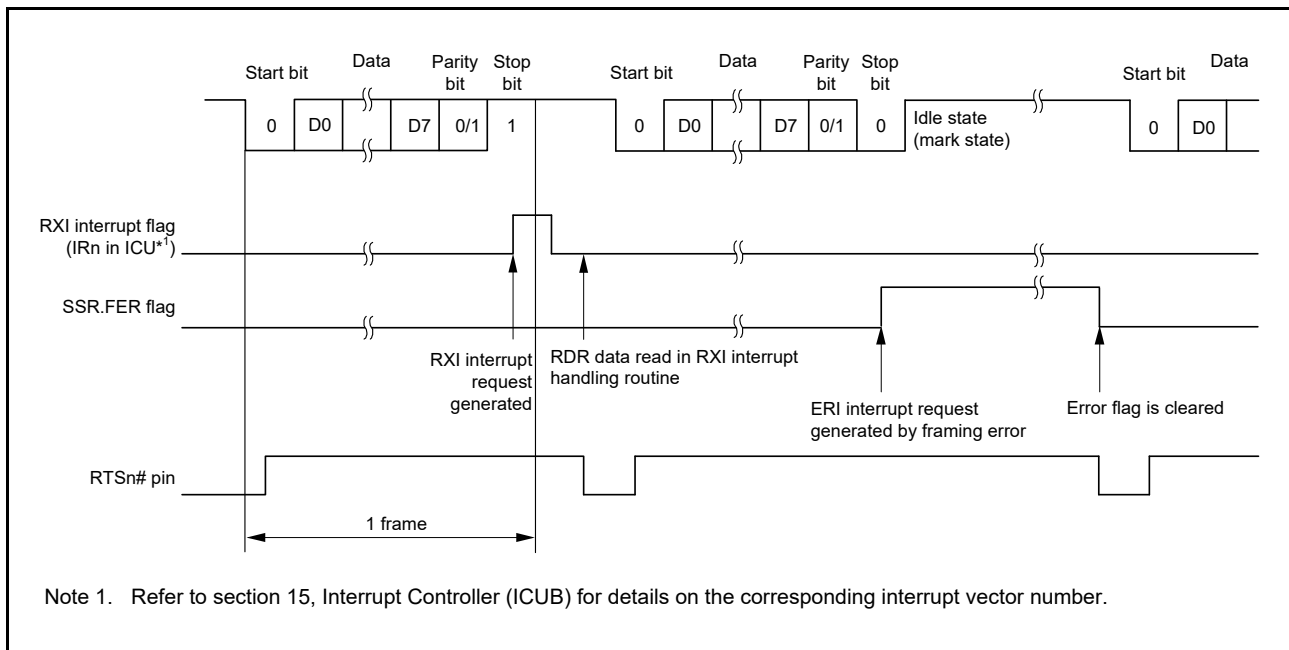 Start bit
Data
Parity bit
Stop bit
Start bit
Data
Parity bit
Stop bit
Start bit
Data
0
D0
D7
0/1
1
0
D0
D7
0/1
0
Idle state
(mark state)
0
D0
RXI interrupt flag
(IRn in ICU*1)
SSR.FER flag
RXI interrupt
request
generated
RDR data read in RXI interrupt
handling routine
ERI interrupt request
generated by framing error
Error flag is cleared
RTSn# pin
1 frame
Note 1. Refer to section 15, Interrupt Controller (ICUB) for details on the corresponding interrupt vector number.